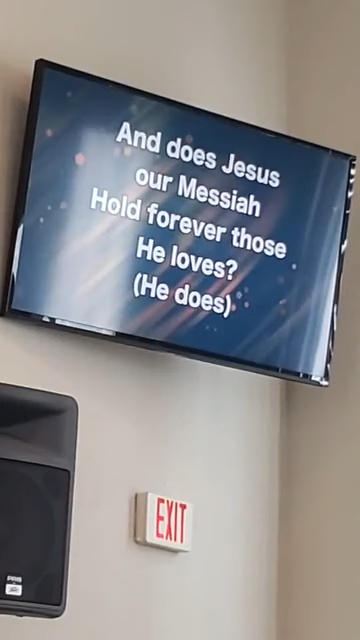 And does Jesus
our Messiah
Hold forever those
He loves?
(He does)
EXIT